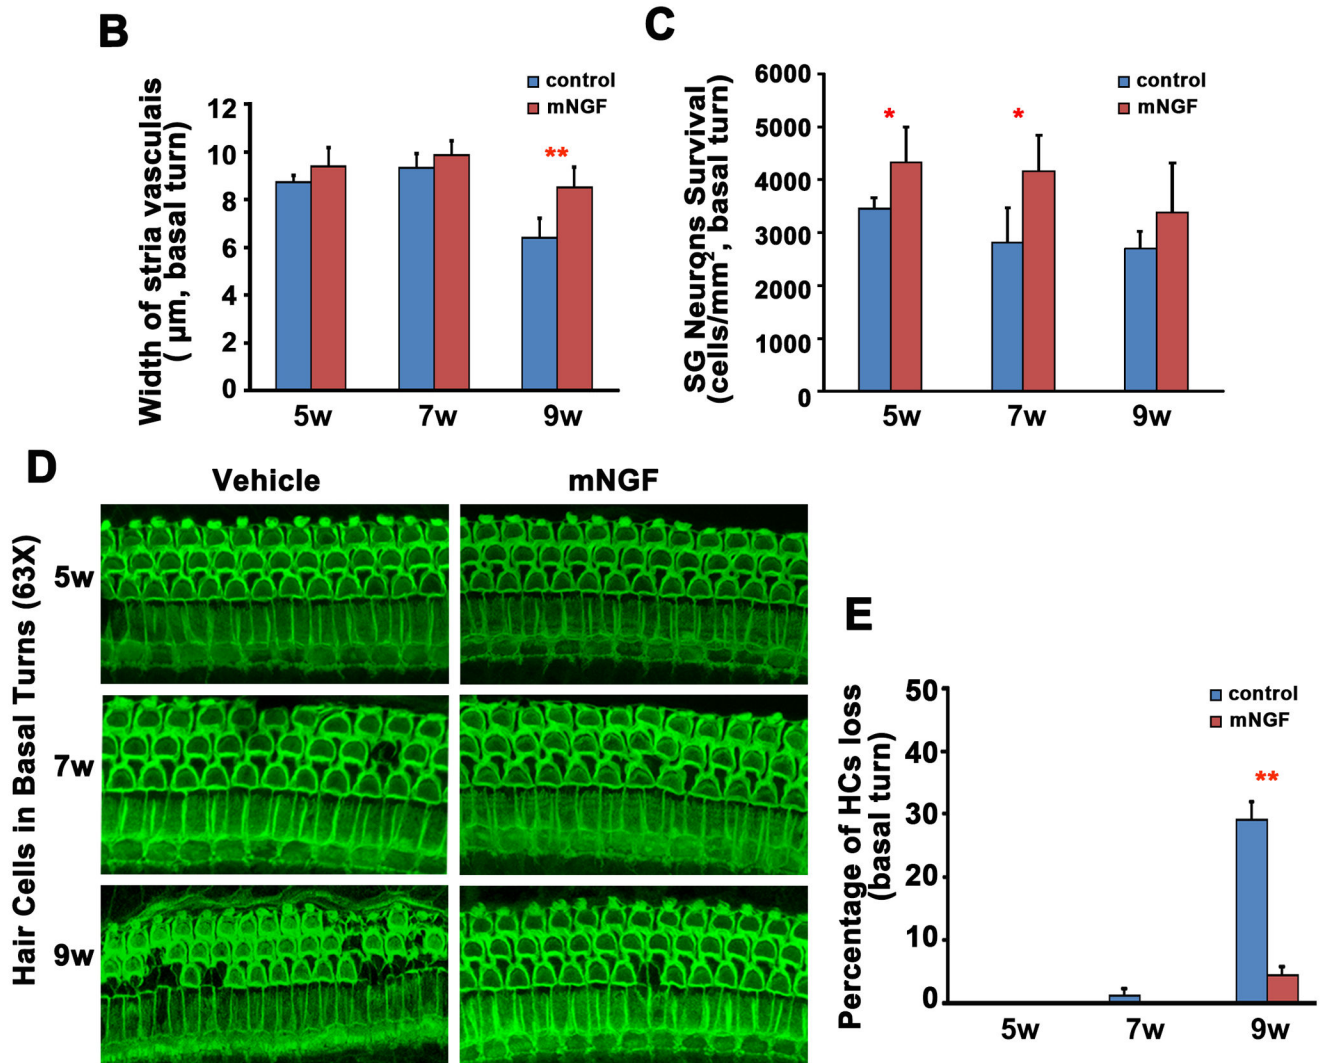 B
control
mNGF
**
12
10
8
6
4
2
0
Width of stria vasculais
( µm, basal turn)
5w 7w 9w
C
control
mNGF
* *
6000
5000
4000
3000
2000
1000
0
SG Neurons Survival
(cells/mm², basal turn)
5w 7w 9w
D
Vehicle mNGF
Hair Cells in Basal Turns (63X)
5w
7w
9w
E
control
mNGF
**
50
40
30
20
10
0
Percentage of HCs loss
(basal turn)
5w 7w 9w